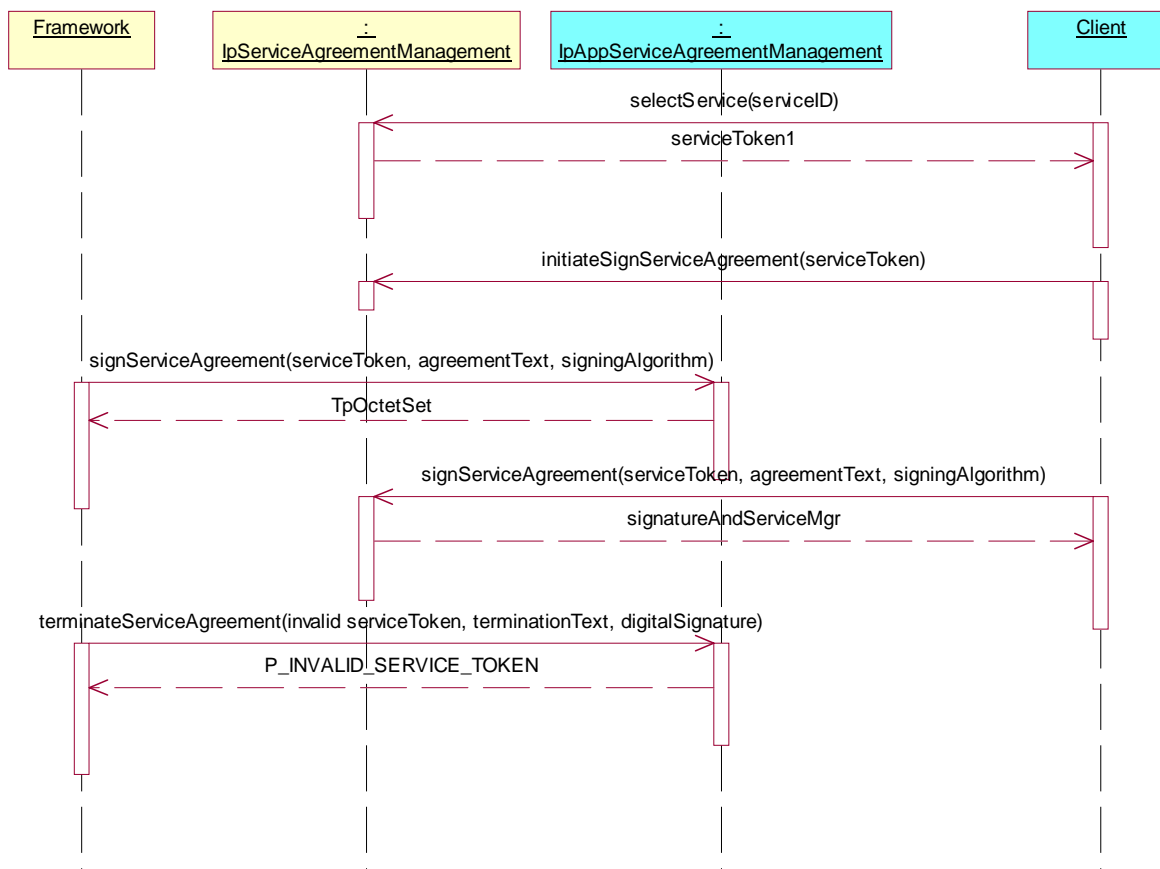 Framework
:
IpServiceAgreementManagement
:
IpAppServiceAgreementManagement
Client
selectService(serviceID)
serviceToken1
initiateSignServiceAgreement(serviceToken)
signServiceAgreement(serviceToken, agreementText, signingAlgorithm)
TpOctetSet
signServiceAgreement(serviceToken, agreementText, signingAlgorithm)
signatureAndServiceMgr
terminateServiceAgreement(invalid serviceToken, terminationText, digitalSignature)
P_INVALID_SERVICE_TOKEN